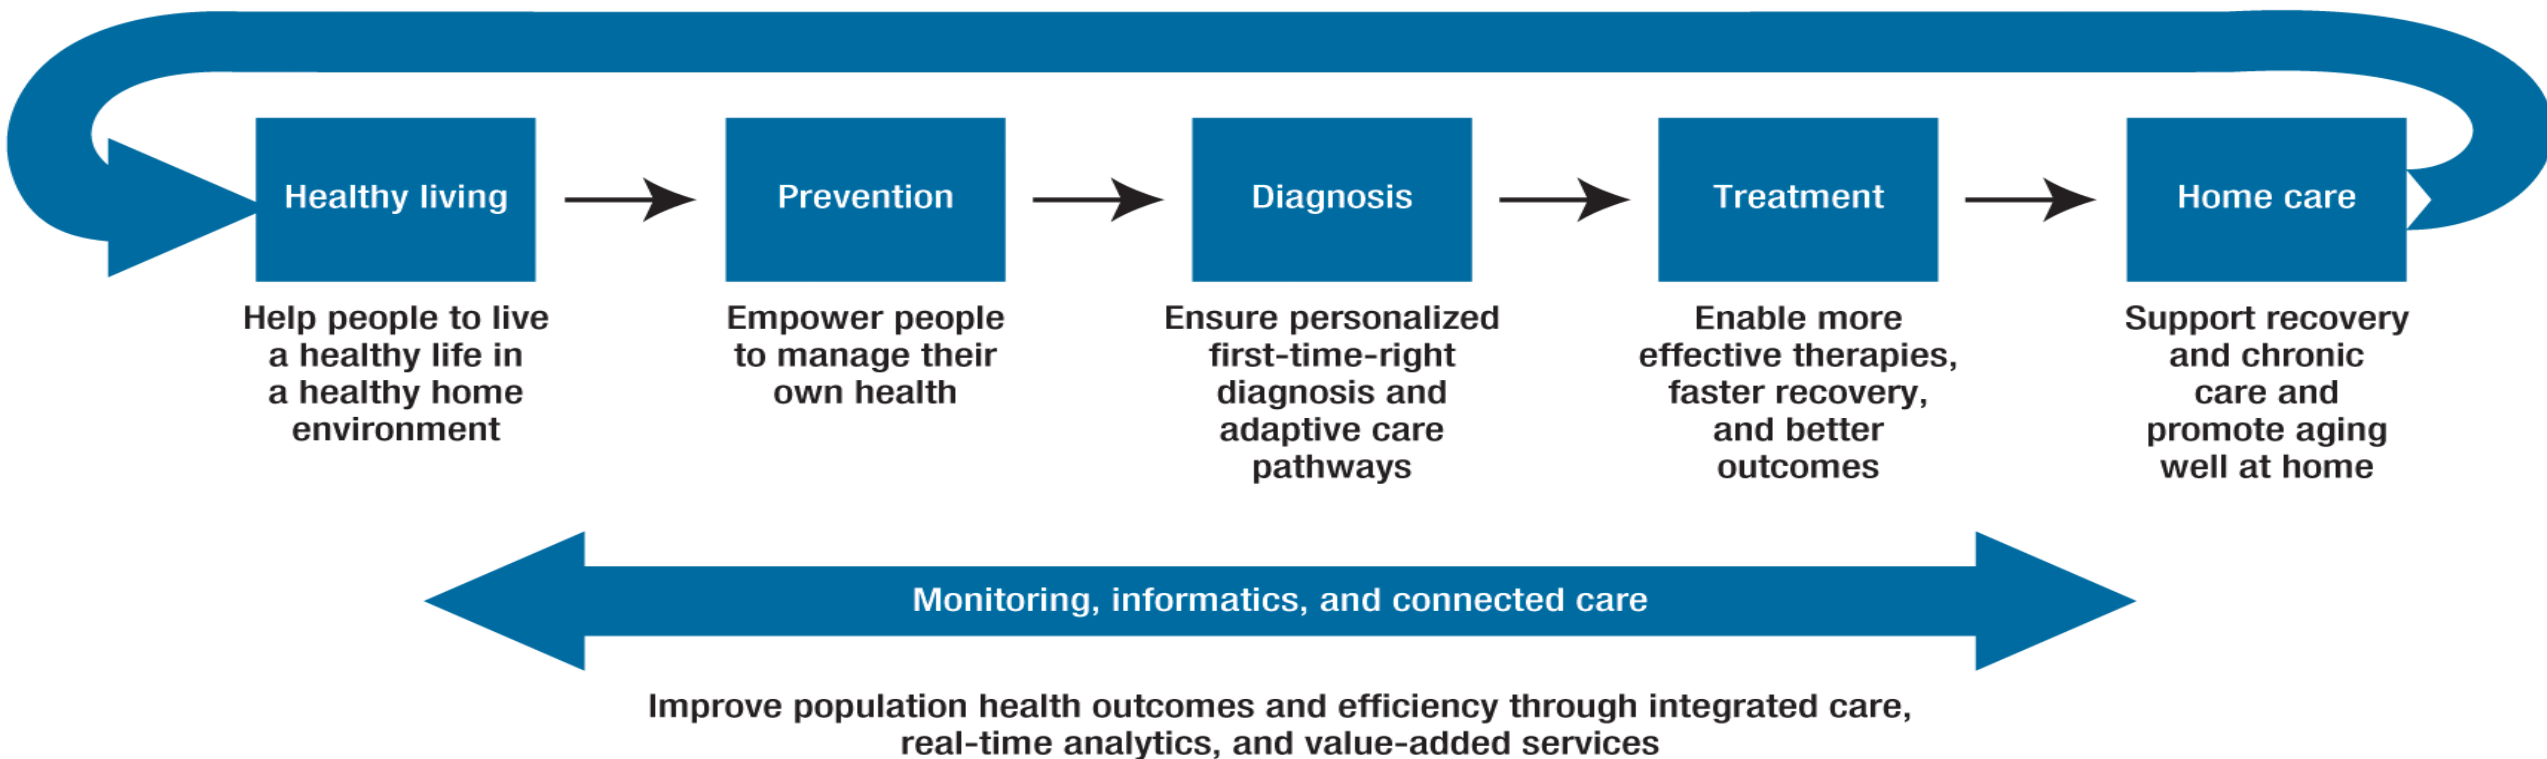 Healthy living
Prevention
Diagnosis
Treatment
Home care
Help people to live
a healthy life in
a healthy home
environment
Empower people
to manage their
own health
Ensure personalized
first-time-right
diagnosis and
adaptive care
pathways
Enable more
effective therapies,
faster recovery,
and better
outcomes
Support recovery
and chronic
care and
promote aging
well at home
Monitoring, informatics, and connected care
Improve population health outcomes and efficiency through integrated care,
real-time analytics, and value-added services